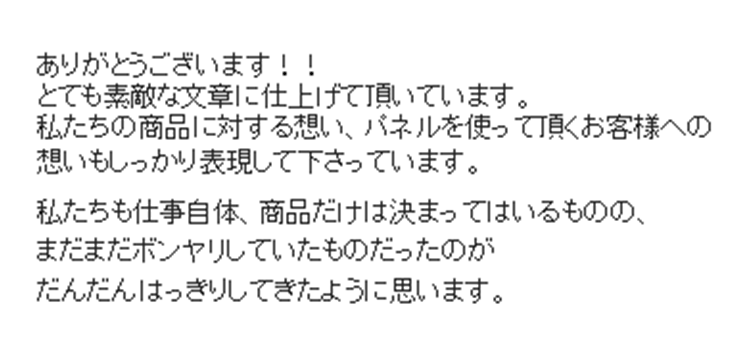 ありがとうございます！！
とても素敵な文章に仕上げて頂いています。
私たちの商品に対する想い、パネルを使って頂くお客様への
想いもしっかり表現して下さっています。
私たちも仕事自体、商品だけは決まってはいるものの、
まだまだボンヤリしていたものだったのが
だんだんはっきりしてきたように思います。